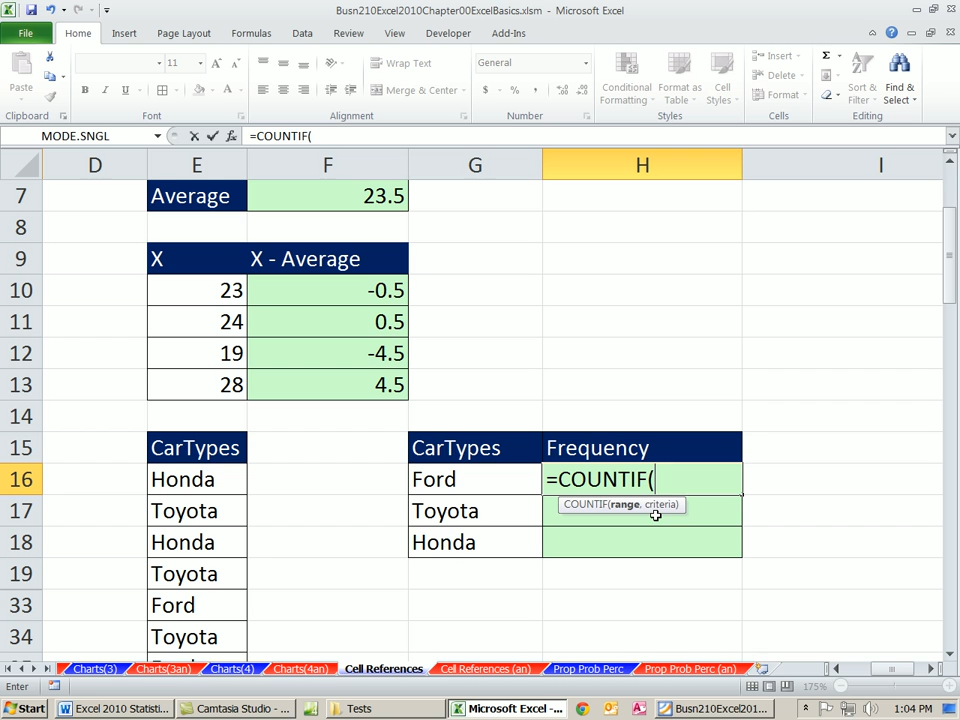 Busn210Excel2010Chapter00ExcelBasics.xlsm - Microsoft Excel
File Home Insert Page Layout Formulas Data Review View Developer Add-Ins
Paste
11
Wrap Text
Merge & Center
General
Conditional Formatting
Format as Table
Cell Styles
Insert
Delete
Format
Sort & Filter
Find & Select
Clipboard Font Alignment Number Styles Cells Editing
MODE.SNGL =COUNTIF(
D E F G H I
7 Average 23.5
8
9 X X - Average
10 23 -0.5
11 24 0.5
12 19 -4.5
13 28 4.5
14
15 CarTypes CarTypes Frequency
16 Honda Ford =COUNTIF(
COUNTIF(range, criteria)
17 Toyota Toyota
18 Honda Honda
19 Toyota
33 Ford
34 Toyota
Charts(3) Charts(3an) Charts(4) Charts(4an) Cell References Cell References (an) Prop Prob Perc Prop Prob Perc (an)
Enter 175%
Start Excel 2010 Statisti... Camtasia Studio - ... Tests Microsoft Excel -... Busn210Excel201... 1:04 PM